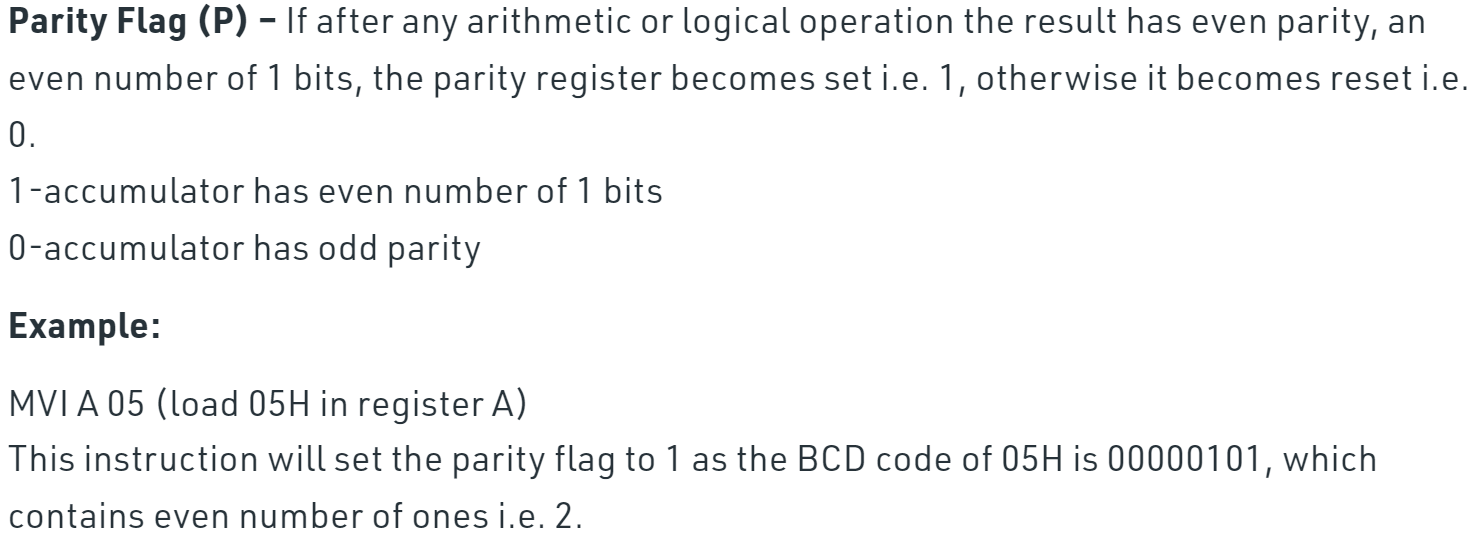 Parity Flag (P) – If after any arithmetic or logical operation the result has even parity, an
even number of 1 bits, the parity register becomes set i.e. 1, otherwise it becomes reset i.e.
0.
1-accumulator has even number of 1 bits
0-accumulator has odd parity
Example:
MVI A 05 (load 05H in register A)
This instruction will set the parity flag to 1 as the BCD code of 05H is 00000101, which
contains even number of ones i.e. 2.